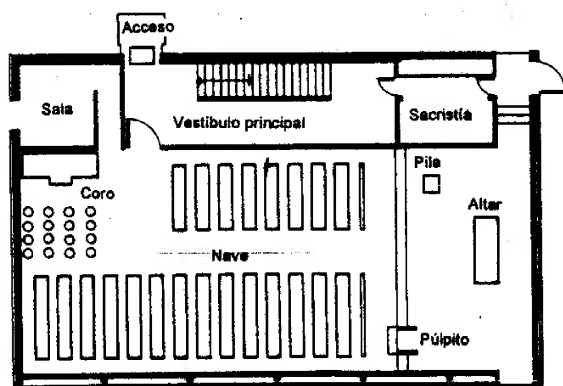 Acceso
Sala
Vestíbulo principal
Sacristía
Pila
Altar
Coro
Nave
Púlpito